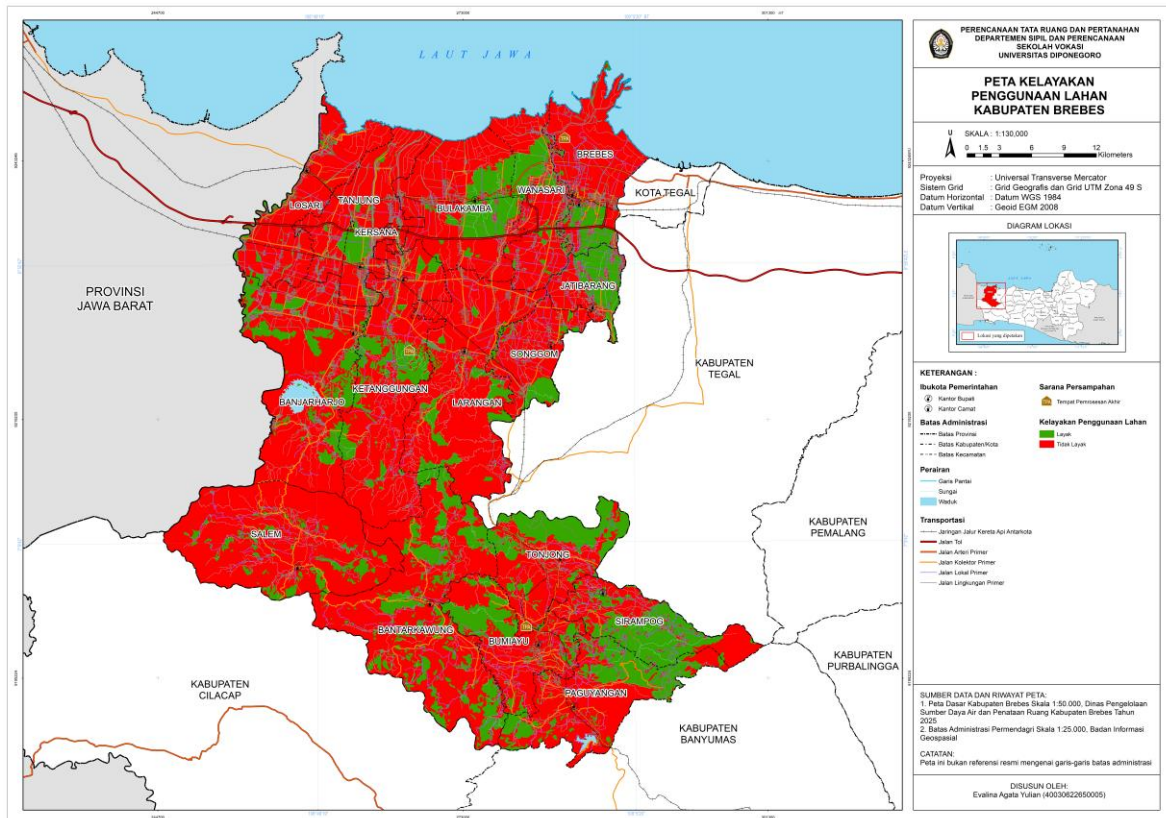 LAUT JAWA
BREBES
WANASARI
KOTA TEGAL
LOSARI
TANJUNG
BULAKAMBA
KERSANA
JATIBARANG
PROVINSI
JAWA BARAT
SONGGOM
KABUPATEN
TEGAL
KETANGGUNGAN
BANJARHARJO
LARANGAN
SALEM
TONJONG
KABUPATEN
PEMALANG
SIRAMPOG
BANTARKAWUNG
BUMIAYU
KABUPATEN
PURBALINGGA
KABUPATEN
CILACAP
PAGUYANGAN
KABUPATEN
BANYUMAS
PERENCANAAN TATA RUANG DAN PERTANAHAN
DEPARTEMEN SIPIL DAN PERENCANAAN
SEKOLAH VOKASI
UNIVERSITAS DIPONEGORO
PETA KELAYAKAN
PENGGUNAAN LAHAN
KABUPATEN BREBES
U
SKALA : 1:130,000
0 1.5 3 6 9 12
Kilometers
Proyeksi : Universal Transverse Mercator
Sistem Grid : Grid Geografis dan Grid UTM Zona 49 S
Datum Horizontal : Datum WGS 1984
Datum Vertikal : Geoid EGM 2008
DIAGRAM LOKASI
Lokasi yang dipetakan
KETERANGAN :
Ibukota Pemerintahan
Kantor Bupati
Kantor Camat
Batas Administrasi
Batas Provinsi
Batas Kabupaten/Kota
Batas Kecamatan
Perairan
Garis Pantai
Sungai
Waduk
Transportasi
Jaringan Jalur Kereta Api Antarkota
Jalan Tol
Jalan Arteri Primer
Jalan Kolektor Primer
Jalan Lokal Primer
Jalan Lingkungan Primer
Sarana Persampahan
Tempat Pemrosesan Akhir
Kelayakan Penggunaan Lahan
Layak
Tidak Layak
SUMBER DATA DAN RIWAYAT PETA:
1. Peta Dasar Kabupaten Brebes Skala 1:50.000, Dinas Pengelolaan
Sumber Daya Air dan Penataan Ruang Kabupaten Brebes Tahun
2025
2. Batas Administrasi Permendagri Skala 1:25.000, Badan Informasi
Geospasial
CATATAN:
Peta ini bukan referensi resmi mengenai garis-garis batas administrasi
DISUSUN OLEH:
Evalina Agata Yulian (40030622650005)